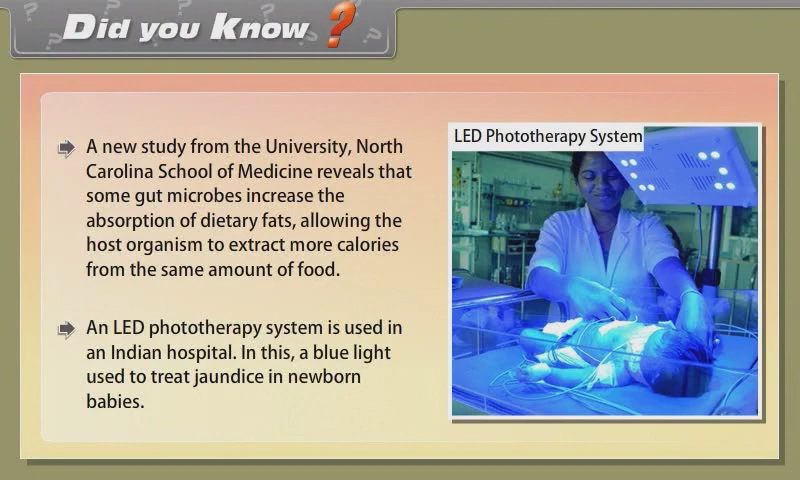 Did you Know ?
LED Phototherapy System
A new study from the University, North
Carolina School of Medicine reveals that
some gut microbes increase the
absorption of dietary fats, allowing the
host organism to extract more calories
from the same amount of food.
An LED phototherapy system is used in
an Indian hospital. In this, a blue light
used to treat jaundice in newborn
babies.